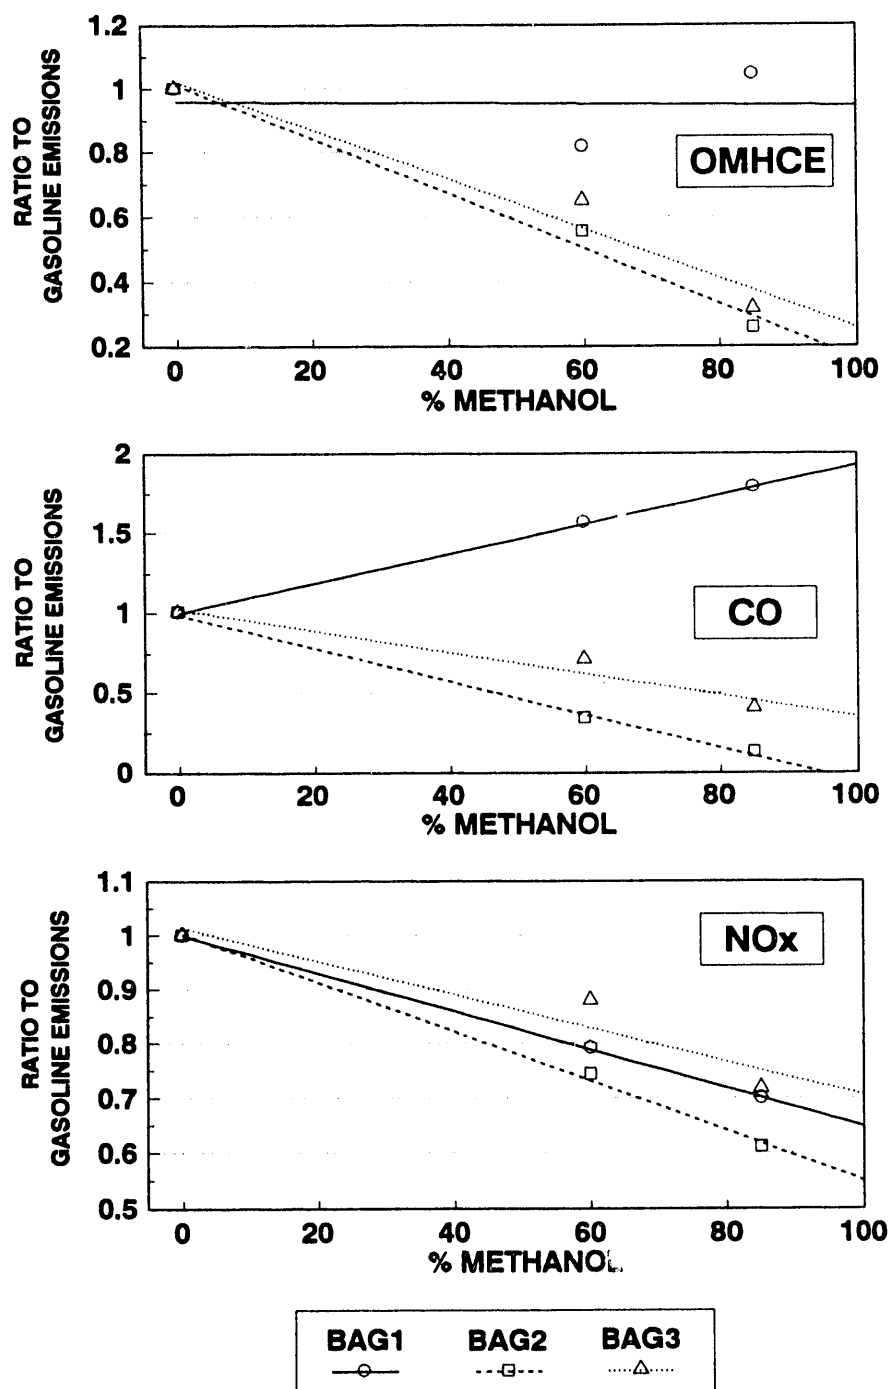 RATIO TO
GASOLINE EMISSIONS
1.2
1
0.8
0.6
0.4
0.2
OMHCE
0 20 40 60 80 100
% METHANOL
RATIO TO
GASOLINE EMISSIONS
2
1.5
1
0.5
0
CO
0 20 40 60 80 100
% METHANOL
RATIO TO
GASOLINE EMISSIONS
1.1
1
0.9
0.8
0.7
0.6
0.5
NOx
0 20 40 60 80 100
% METHANOL
BAG1 BAG2 BAG3